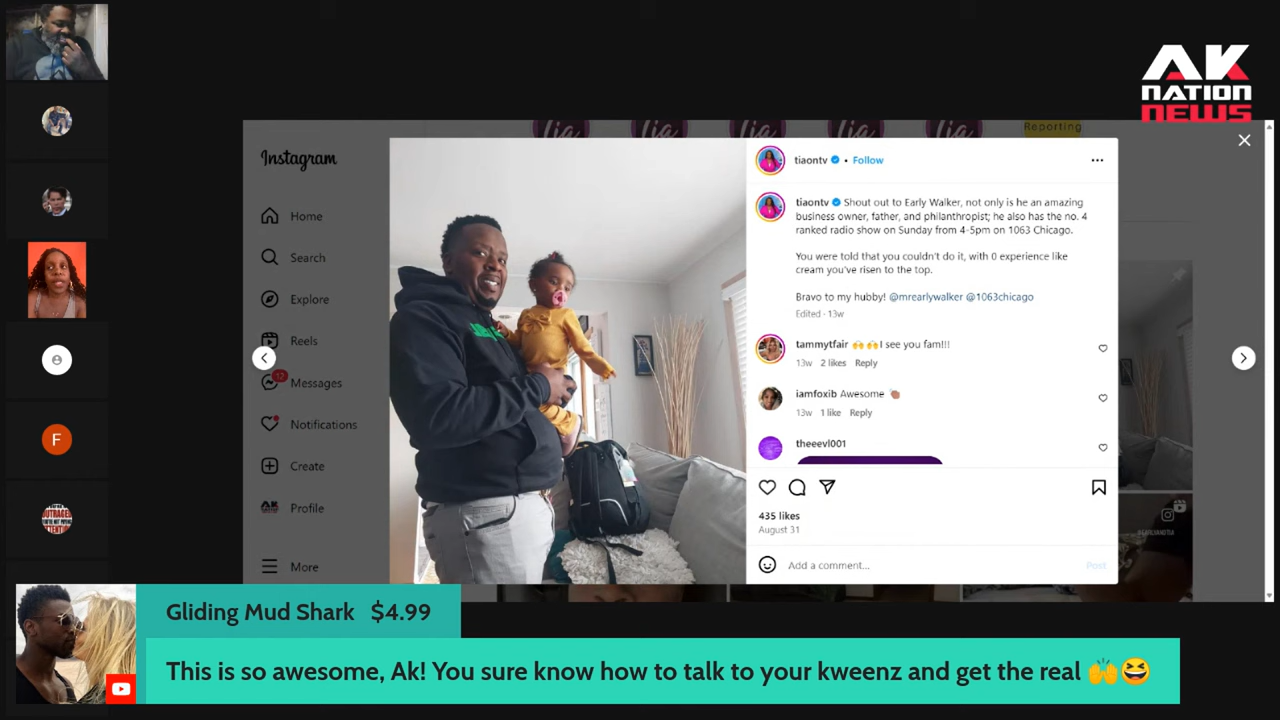 AK
NATION
NEWS
Reporting
Instagram
Home
Search
Explore
Reels
12
Messages
Notifications
Create
AK
Profile
More
tiaontv • Follow
tiaontv Shout out to Early Walker, not only is he an amazing
business owner, father, and philanthropist; he also has the no. 4
ranked radio show on Sunday from 4-5pm on 1063 Chicago.
You were told that you couldn't do it, with 0 experience like
cream you've risen to the top.
Bravo to my hubby! @mrearlywalker @1063chicago
Edited · 13w
tammytfair 🙌🙌I see you fam!!!
13w 2 likes Reply
iamfoxib Awesome 👏🏽
13w 1 like Reply
theeevl001
435 likes
August 31
Add a comment...
Post
F
OUTRAGED
Gliding Mud Shark $4.99
This is so awesome, Ak! You sure know how to talk to your kweenz and get the real 🙌😆